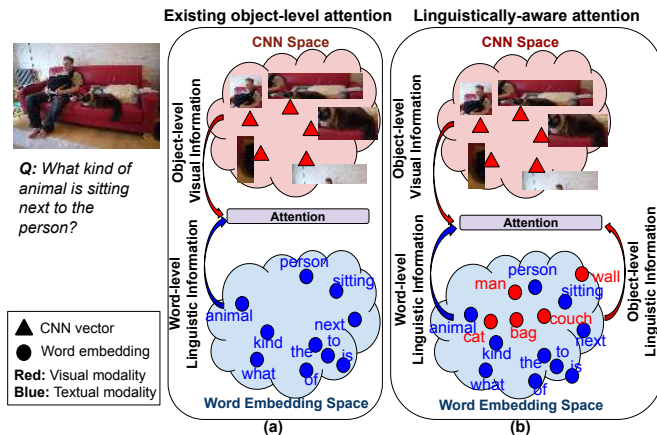 Existing object-level attention
Linguistically-aware attention
Q: What kind of
animal is sitting
next to the
person?
CNN vector
Word embedding
Red: Visual modality
Blue: Textual modality
CNN Space
Object-level
Visual Information
Attention
Word-level
Linguistic Information
person
sitting
animal
next
kind
to
the
is
what
of
Word Embedding Space
(a)
CNN Space
Object-level
Visual Information
Attention
Word-level
Linguistic Information
Object-level
Linguistic Information
person
wall
man
sitting
animal
couch
cat
bag
next
kind
to
the
is
what
of
Word Embedding Space
(b)